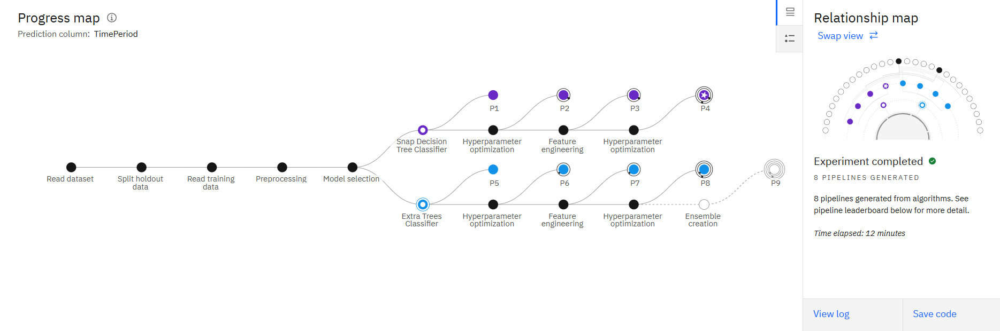 Progress map
Prediction column: TimePeriod
P1
P2
P3
P4
Snap Decision
Tree Classifier
Hyperparameter
optimization
Feature
engineering
Hyperparameter
optimization
Read dataset
Split holdout
data
Read training
data
Preprocessing
Model selection
P5
P6
P7
P8
P9
Extra Trees
Classifier
Hyperparameter
optimization
Feature
engineering
Hyperparameter
optimization
Ensemble
creation
Relationship map
Swap view
Experiment completed
8 PIPELINES GENERATED
8 pipelines generated from algorithms. See
pipeline leaderboard below for more detail.
Time elapsed: 12 minutes
View log
Save code